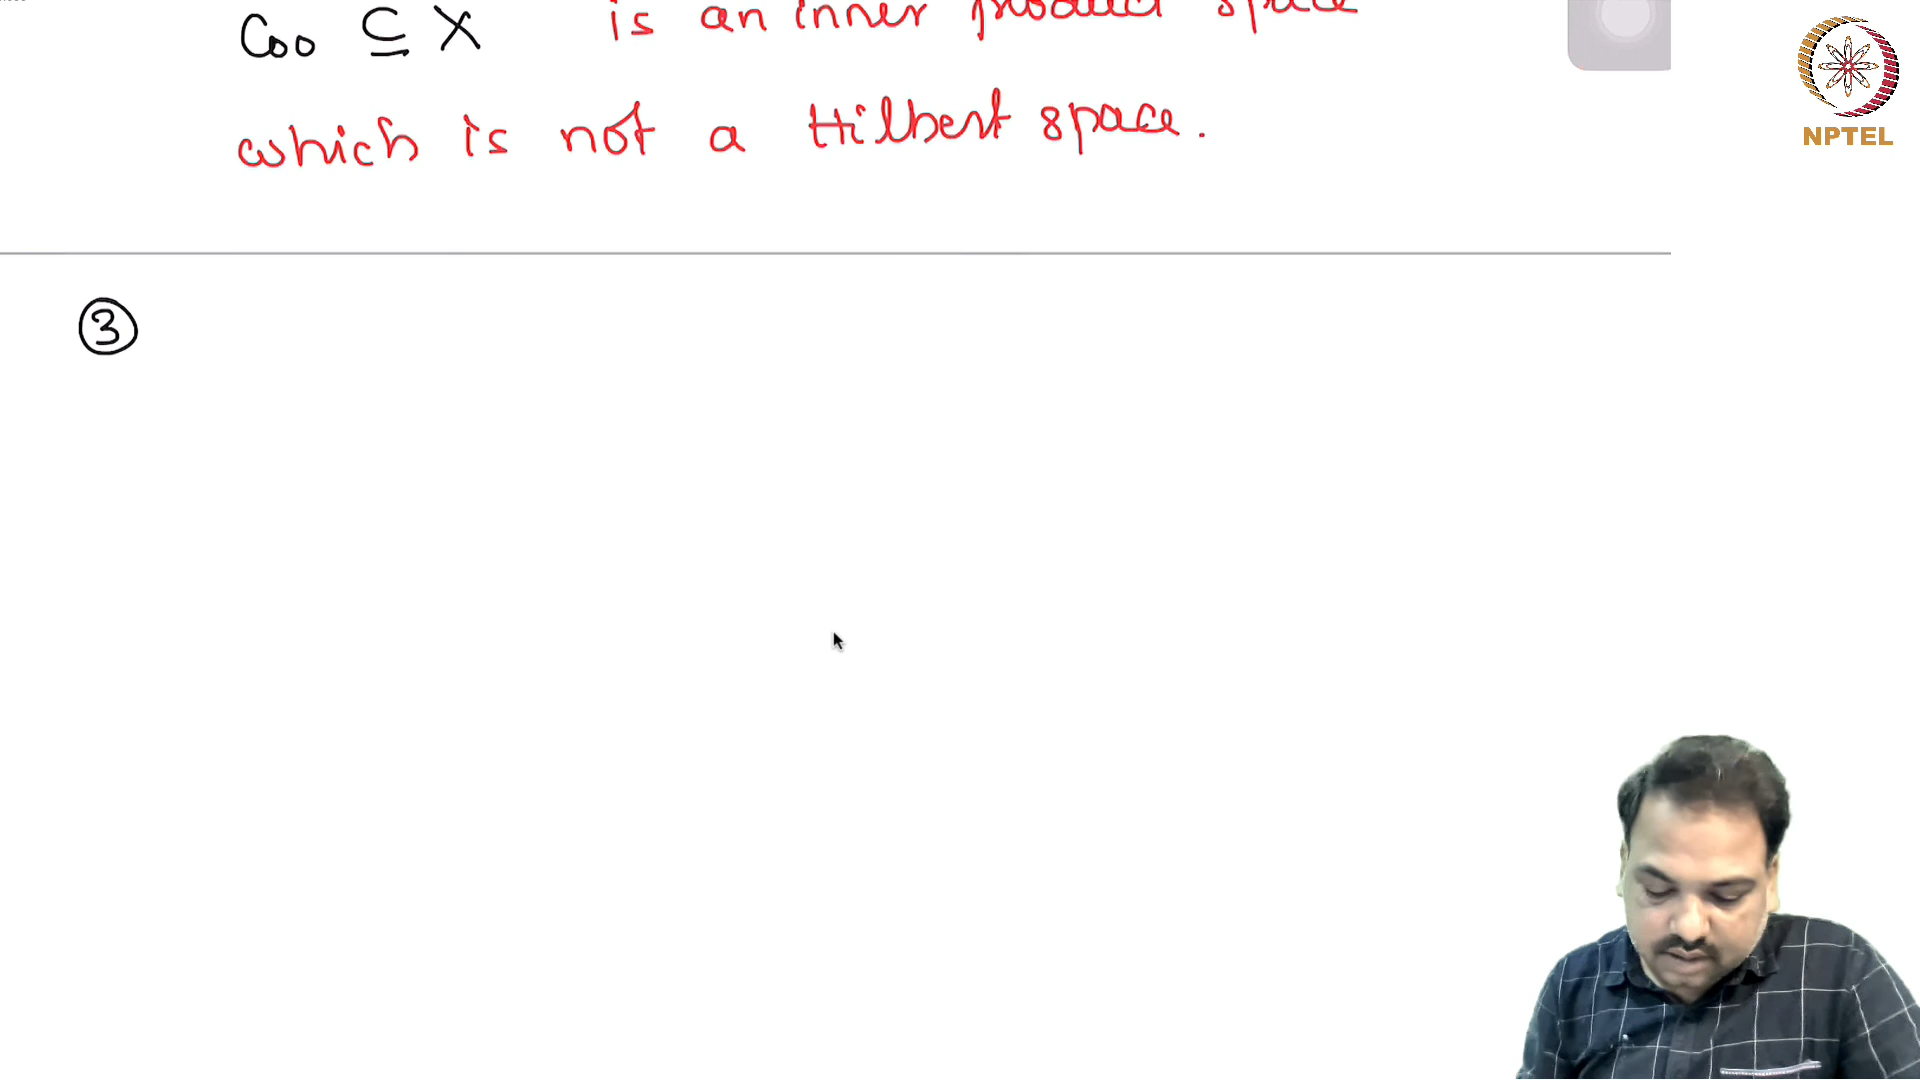 C₀₀ ⊆ X is an inner product space
which is not a Hilbert space.
NPTEL
③